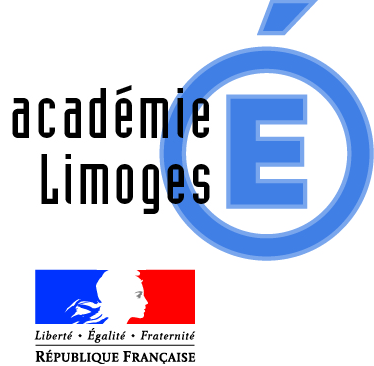 académie
Limoges
É
Liberté • Égalité • Fraternité
RÉPUBLIQUE FRANÇAISE